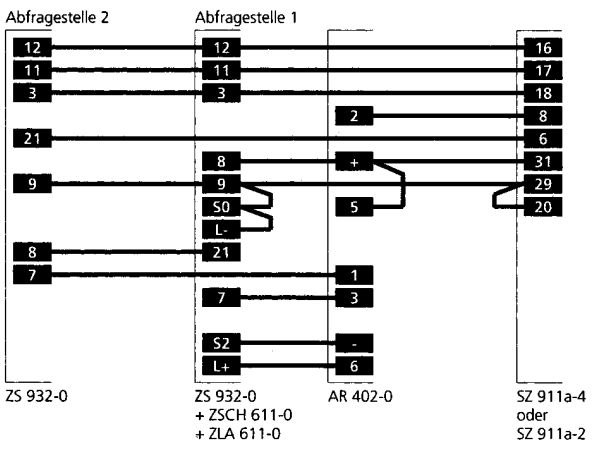 Abfragestelle 2 Abfragestelle 1
12 12 16
11 11 17
3 3 18
2 8
21 6
8 + 31
9 9 29
S0 5 20
L-
8 21
7 1
7 3
S2 -
L+ 6
ZS 932-0 ZS 932-0 AR 402-0 SZ 911a-4
+ ZSCH 611-0 oder
+ ZLA 611-0 SZ 911a-2